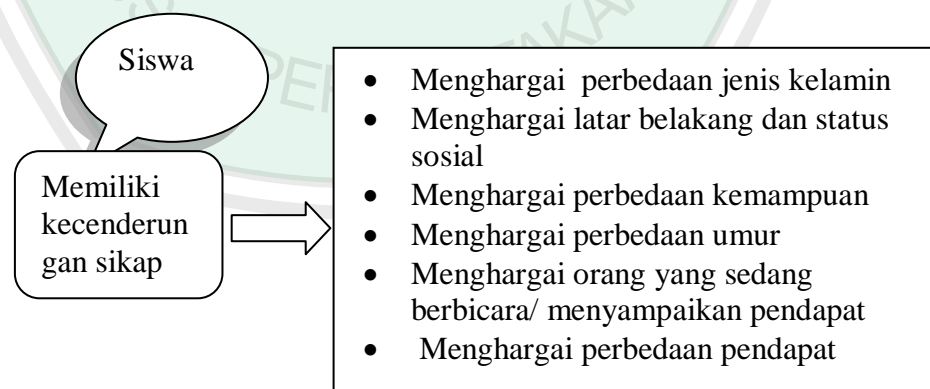 Siswa
Memiliki
kecenderun
gan sikap
• Menghargai perbedaan jenis kelamin
• Menghargai latar belakang dan status
sosial
• Menghargai perbedaan kemampuan
• Menghargai perbedaan umur
• Menghargai orang yang sedang
berbicara/ menyampaikan pendapat
• Menghargai perbedaan pendapat